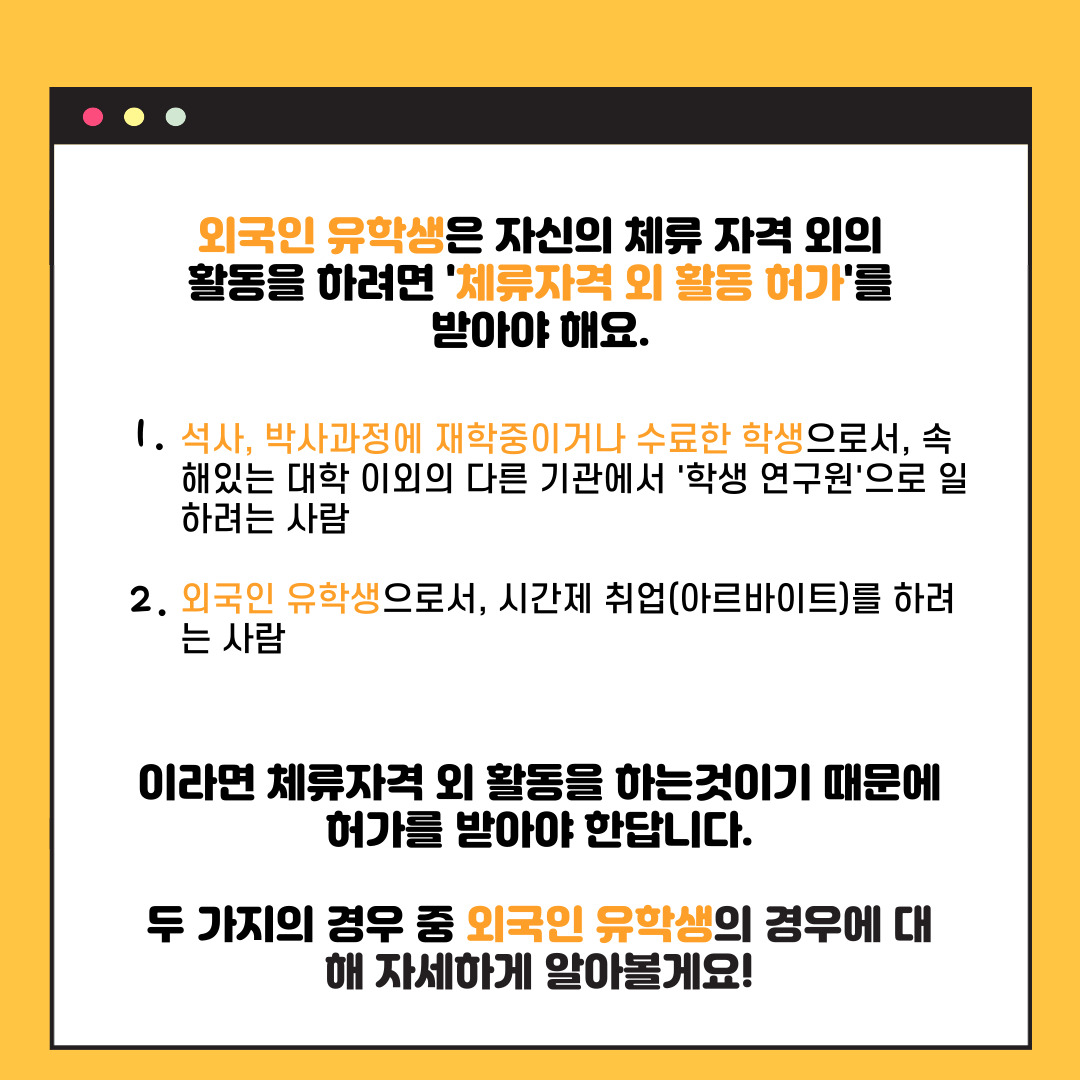 외국인 유학생은 자신의 체류 자격 외의
활동을 하려면 '체류자격 외 활동 허가'를
받아야 해요.
1. 석사, 박사과정에 재학중이거나 수료한 학생으로서, 속
해있는 대학 이외의 다른 기관에서 '학생 연구원'으로 일
하려는 사람
2. 외국인 유학생으로서, 시간제 취업(아르바이트)를 하려
는 사람
이라면 체류자격 외 활동을 하는것이기 때문에
허가를 받아야 한답니다.
두 가지의 경우 중 외국인 유학생의 경우에 대
해 자세하게 알아볼게요!